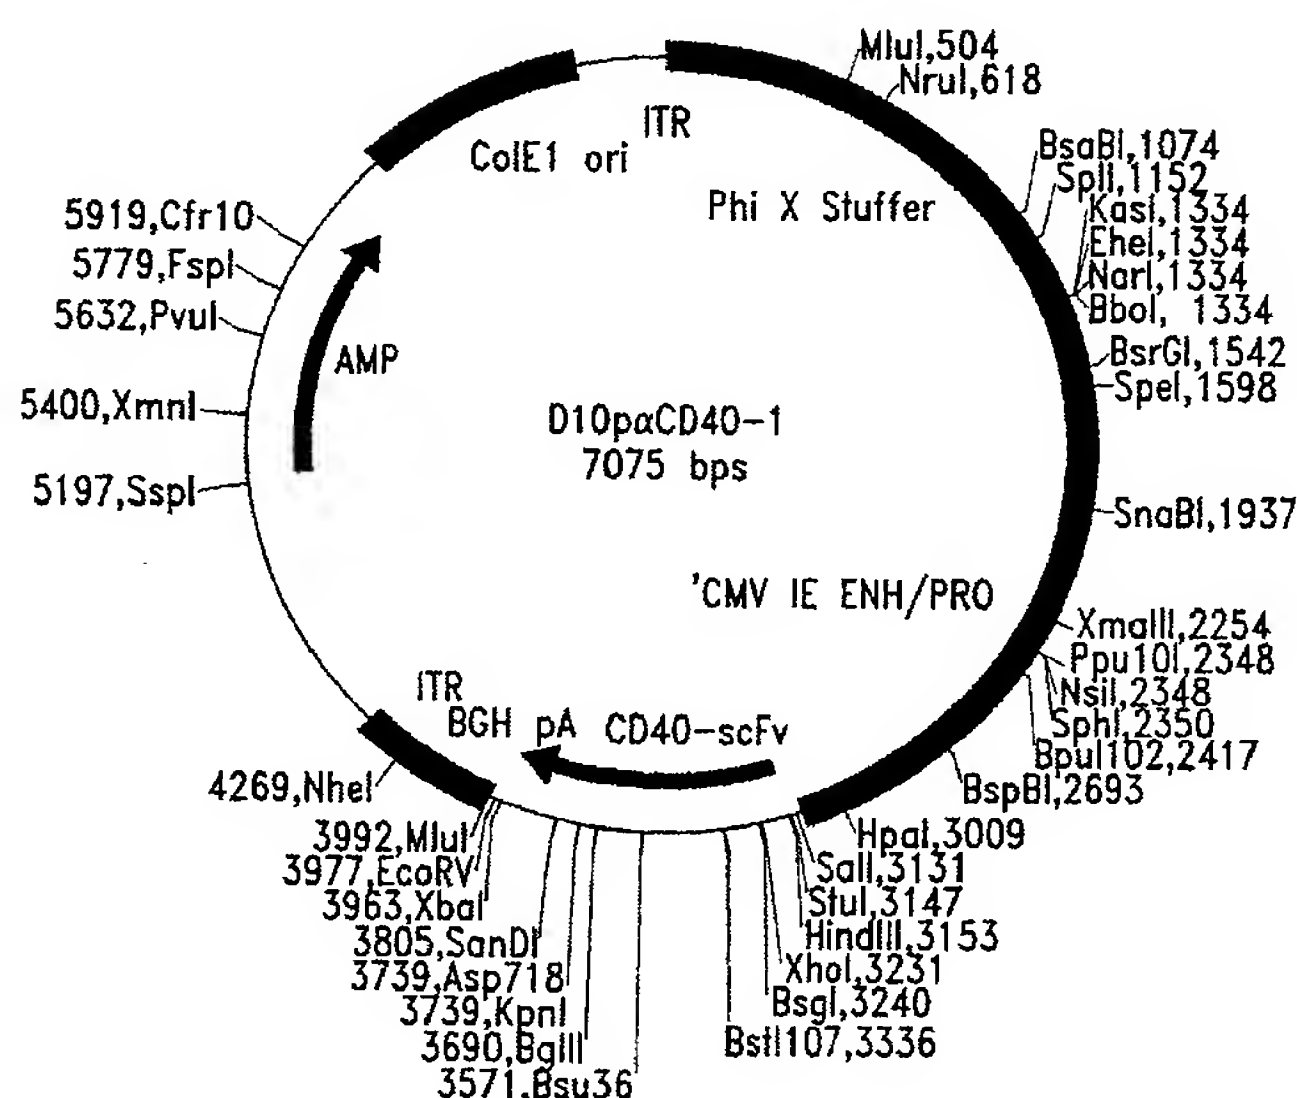 MluI,504
NruI,618
ITR
ColE1 ori
BsaBI,1074
SplI,1152
KasI,1334
EheI,1334
NarI,1334
BboI, 1334
BsrGI,1542
SpeI,1598
Phi X Stuffer
5919,Cfr10
5779,FspI
5632,PvuI
AMP
5400,XmnI
5197,SspI
D10pαCD40-1
7075 bps
SnaBI,1937
'CMV IE ENH/PRO
XmaIII,2254
Ppu10I,2348
NsiI,2348
SphI,2350
BpuI102,2417
BspBI,2693
ITR
BGH pA
CD40-scFv
4269,NheI
3992,MluI
3977,EcoRV
3963,XbaI
3805,SanDI
3739,Asp718
3739,KpnI
3690,BglII
3571,Bsu36
HpaI,3009
SalI,3131
StuI,3147
HindIII,3153
XhoI,3231
BsgI,3240
BstI107,3336